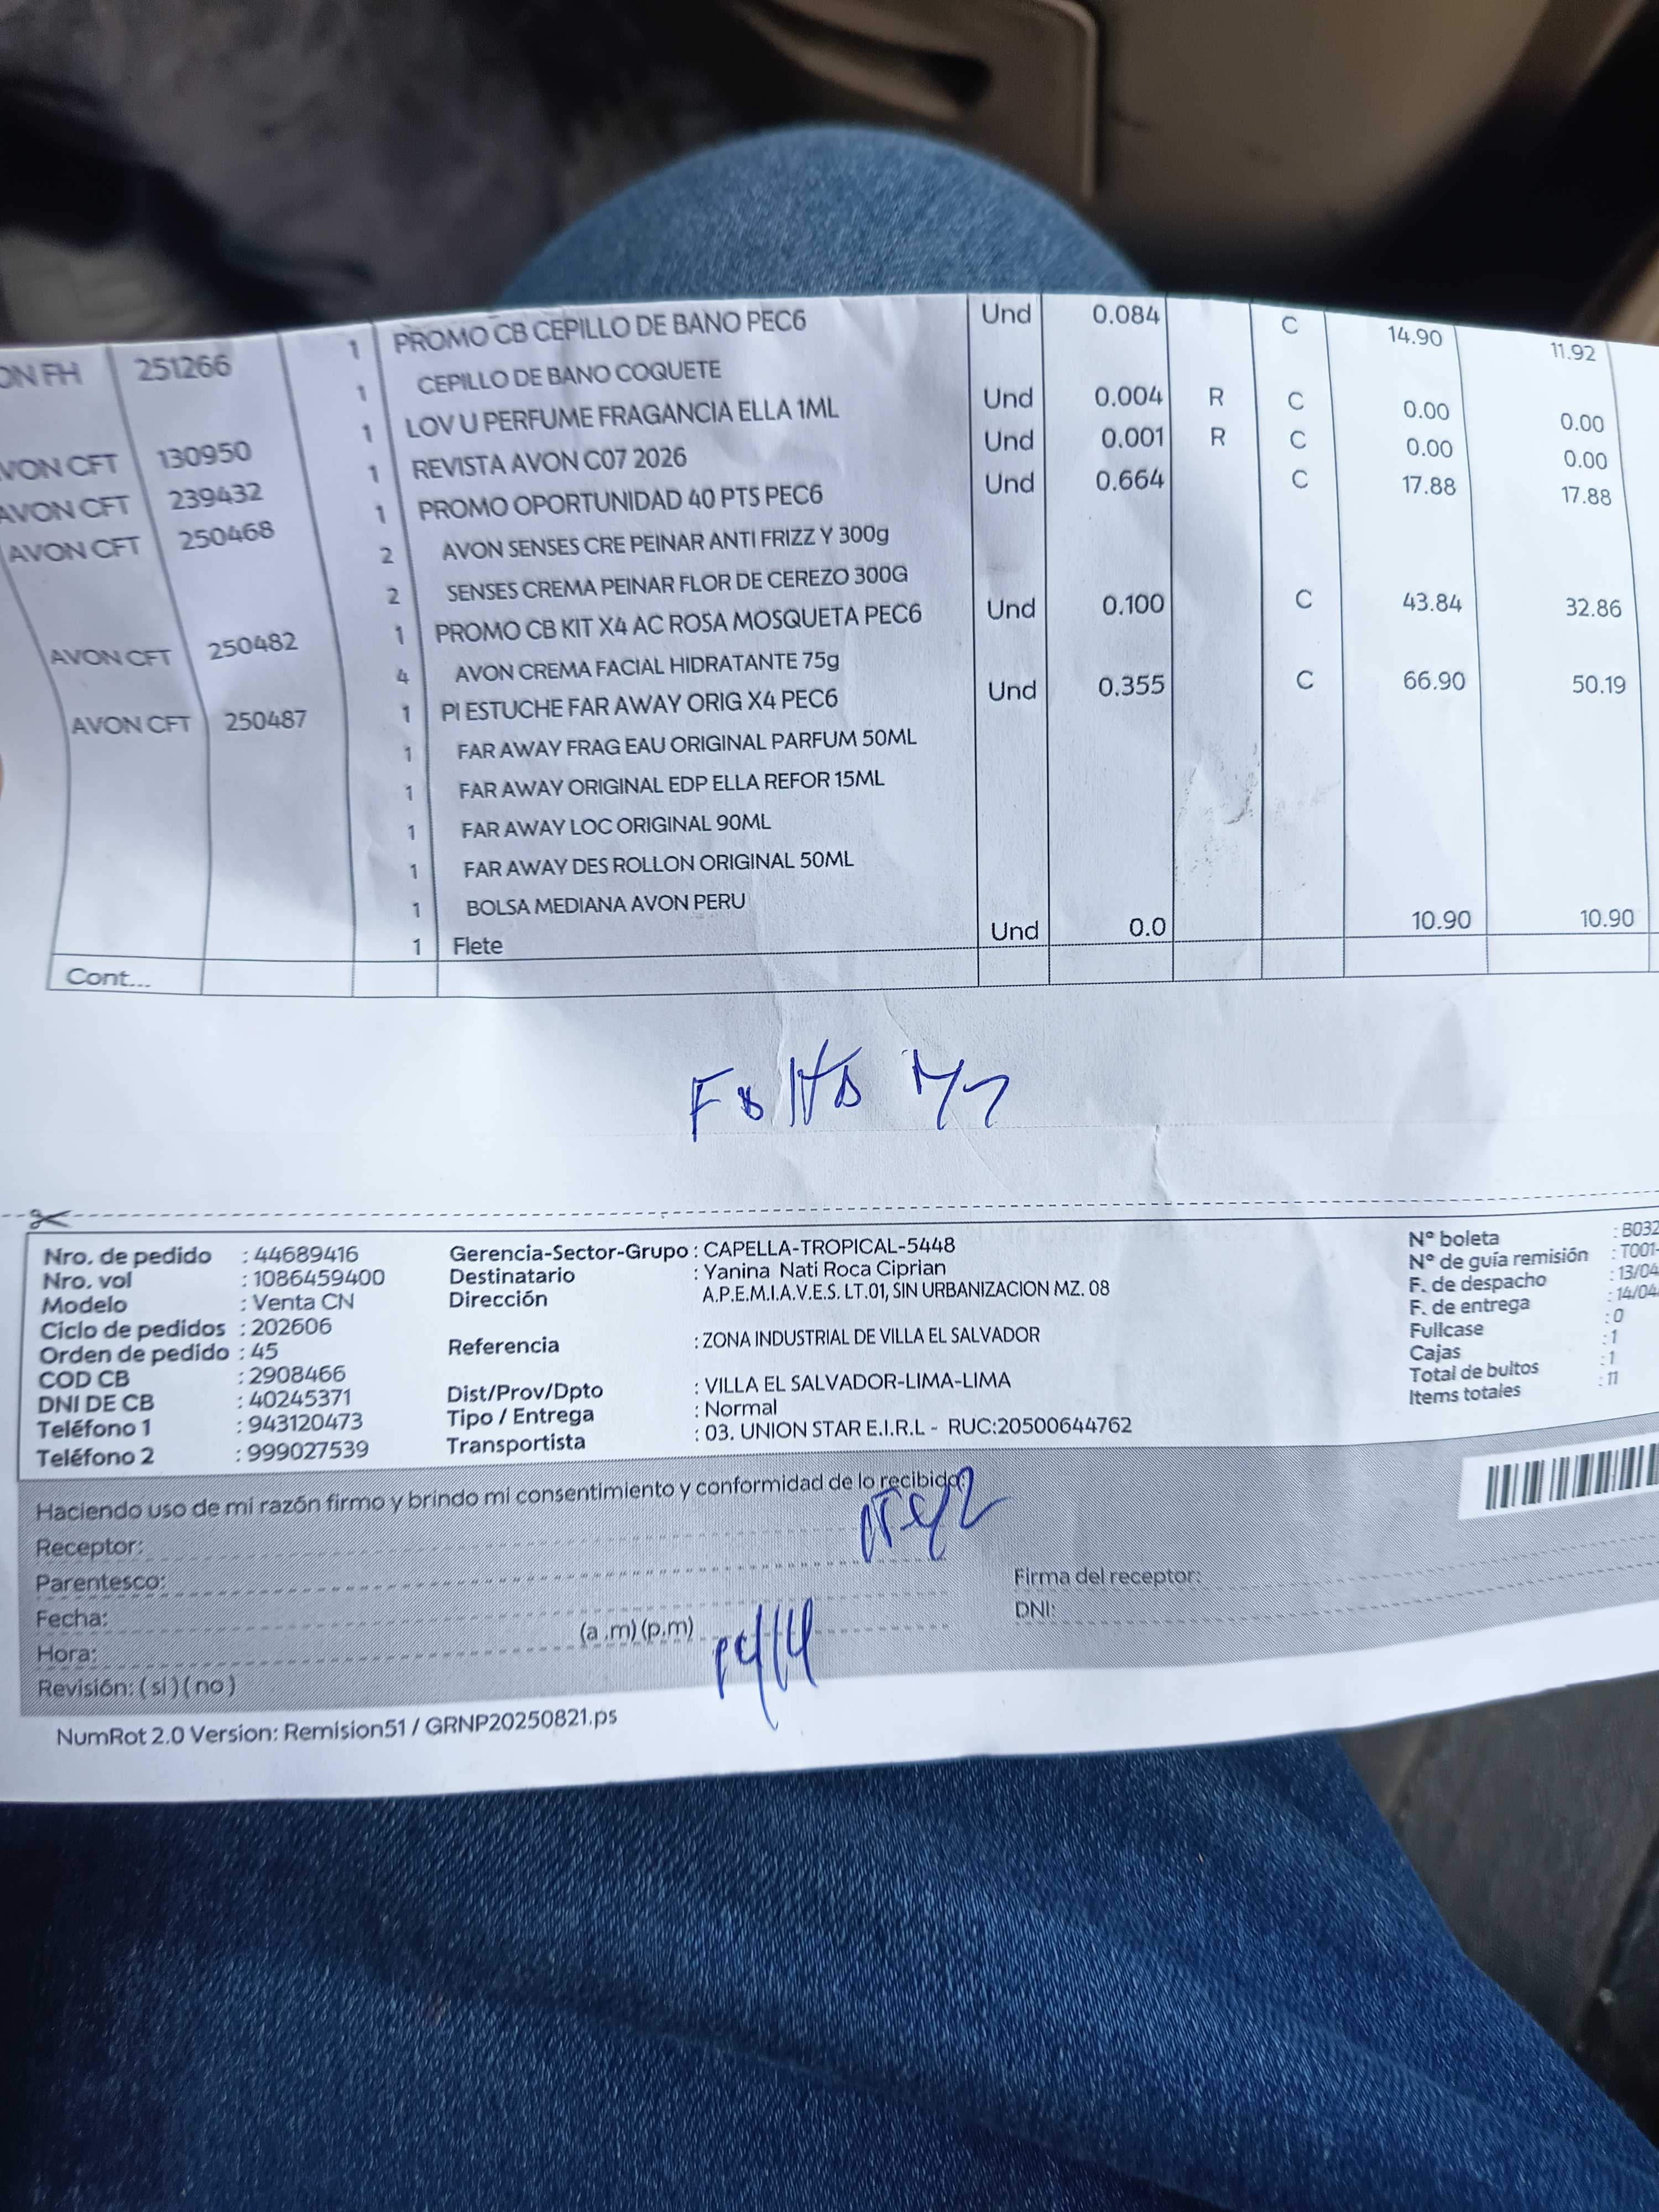 ON FH 251266 1 PROMO CB CEPILLO DE BANO PEC6 Und 0.084 C 14.90 11.92
1 CEPILLO DE BANO COQUETE
VON CFT 130950 1 LOV U PERFUME FRAGANCIA ELLA 1ML Und 0.004 R C 0.00 0.00
AVON CFT 239432 1 REVISTA AVON C07 2026 Und 0.001 R C 0.00 0.00
AVON CFT 250468 1 PROMO OPORTUNIDAD 40 PTS PEC6 Und 0.664 C 17.88 17.88
2 AVON SENSES CRE PEINAR ANTI FRIZZ Y 300g
2 SENSES CREMA PEINAR FLOR DE CEREZO 300G
AVON CFT 250482 1 PROMO CB KIT X4 AC ROSA MOSQUETA PEC6 Und 0.100 C 43.84 32.86
4 AVON CREMA FACIAL HIDRATANTE 75g
AVON CFT 250487 1 PI ESTUCHE FAR AWAY ORIG X4 PEC6 Und 0.355 C 66.90 50.19
1 FAR AWAY FRAG EAU ORIGINAL PARFUM 50ML
1 FAR AWAY ORIGINAL EDP ELLA REFOR 15ML
1 FAR AWAY LOC ORIGINAL 90ML
1 FAR AWAY DES ROLLON ORIGINAL 50ML
1 BOLSA MEDIANA AVON PERU
1 Flete Und 0.0 10.90 10.90
Cont...
Falta
Nro. de pedido : 44689416
Nro. vol : 1086459400
Modelo : Venta CN
Ciclo de pedidos : 202606
Orden de pedido : 45
COD CB : 2908466
DNI DE CB : 40245371
Teléfono 1 : 943120473
Teléfono 2 : 999027539
Gerencia-Sector-Grupo : CAPELLA-TROPICAL-5448
Destinatario : Yanina Nati Roca Ciprian
Dirección : A.P.E.M.I.A.V.E.S. LT.01, SIN URBANIZACION MZ. 08
Referencia : ZONA INDUSTRIAL DE VILLA EL SALVADOR
Dist/Prov/Dpto : VILLA EL SALVADOR-LIMA-LIMA
Tipo / Entrega : Normal
Transportista : 03. UNION STAR E.I.R.L - RUC:20500644762
N° boleta : B032
N° de guía remisión : T001-
F. de despacho : 13/04
F. de entrega : 14/04
Fullcase : 0
Cajas : 1
Total de bultos : 1
Items totales : 11
Haciendo uso de mi razón firmo y brindo mi consentimiento y conformidad de lo recibido:
Receptor:
Parentesco:
Fecha:
Hora: (a .m) (p.m)
Revisión: ( si ) ( no )
Firma del receptor:
DNI:
NumRot 2.0 Version: Remision51 / GRNP20250821.ps